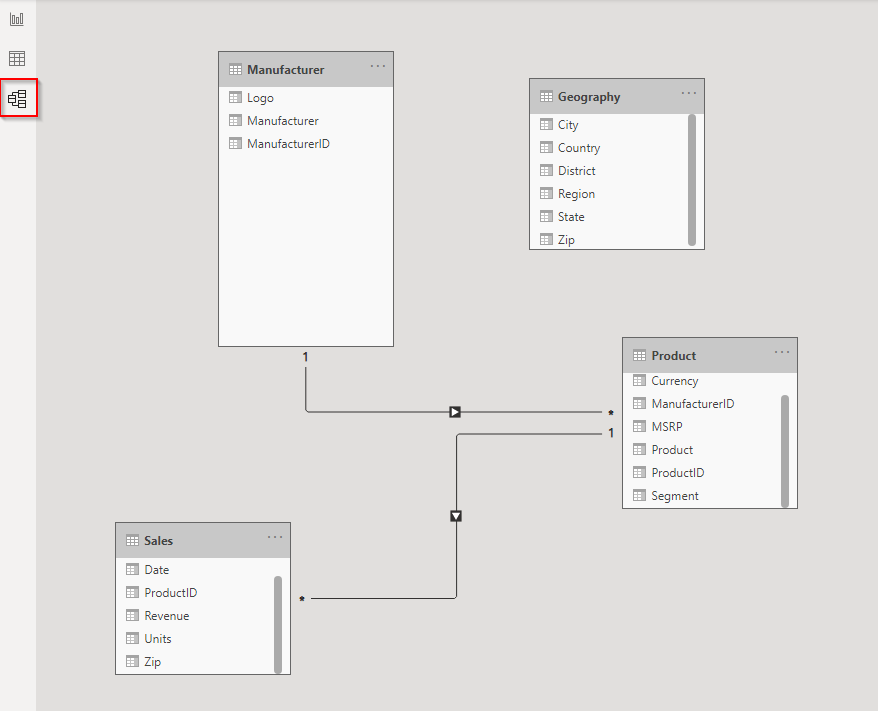 Manufacturer
Logo
Manufacturer
ManufacturerID
Geography
City
Country
District
Region
State
Zip
1
Product
Currency
ManufacturerID
MSRP
Product
ProductID
Segment
*
1
Sales
Date
ProductID
Revenue
Units
Zip
*